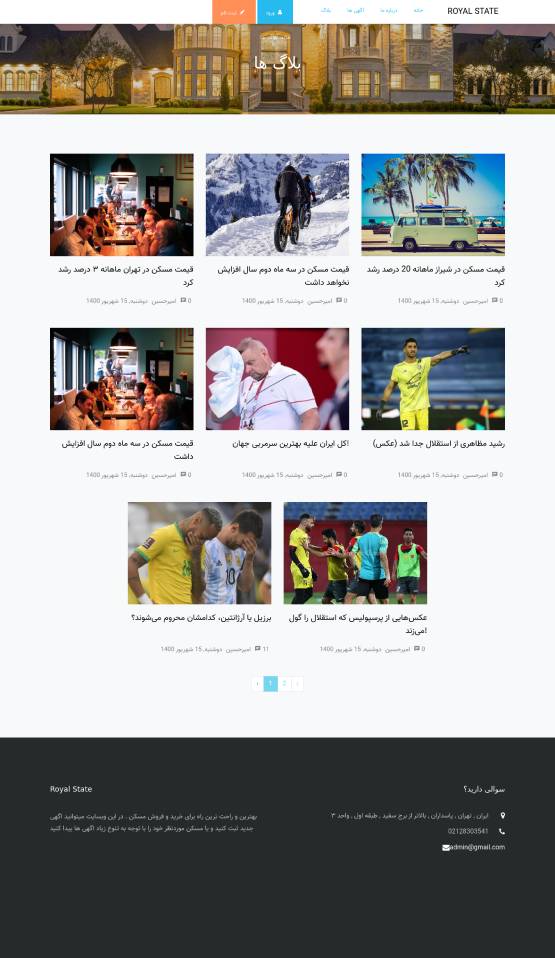 ROYAL STATE
خانه
درباره ما
آگهی ها
بلاگ
ورود
ثبت نام
بلاگ ها
قیمت مسکن در شیراز ماهانه 20 درصد رشد
کرد
0 امیرحسین دوشنبه, 15 شهریور 1400
قیمت مسکن در سه ماه دوم سال افزایش
نخواهد داشت
0 امیرحسین دوشنبه, 15 شهریور 1400
قیمت مسکن در تهران ماهانه ۳ درصد رشد
کرد
0 امیرحسین دوشنبه, 15 شهریور 1400
رشید مظاهری از استقلال جدا شد (عکس)
0 امیرحسین دوشنبه, 15 شهریور 1400
اکل ایران علیه بهترین سرمربی جهان!
0 امیرحسین دوشنبه, 15 شهریور 1400
قیمت مسکن در سه ماه دوم سال افزایش
داشت
0 امیرحسین دوشنبه, 15 شهریور 1400
عکس‌هایی از پرسپولیس که استقلال را گول
می‌زند!
0 امیرحسین دوشنبه, 15 شهریور 1400
برزیل یا آرژانتین، کدامشان محروم می‌شوند؟
11 امیرحسین دوشنبه, 15 شهریور 1400
‹ 1 2 ›
سوالی دارید؟
ایران , تهران , پاسداران , بالاتر از برج سفید , طبقه اول , واحد ۳
02128303541
admin@gmail.com
Royal State
بهترین و راحت ترین راه برای خرید و فروش مسکن . در این وبسایت میتوانید آگهی
جدید ثبت کنید و یا مسکن موردنظر خود را با توجه به تنوع زیاد آگهی ها پیدا کنید